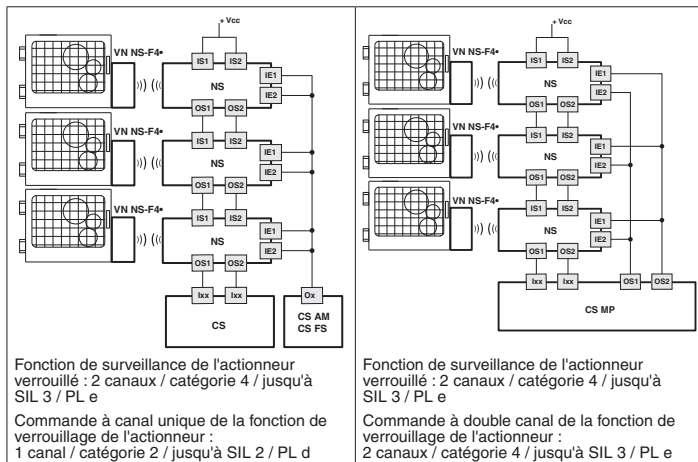 + Vcc
VN NS-F4•
IS1 IS2
IE1
NS
IE2
OS1 OS2
VN NS-F4•
IS1 IS2
IE1
NS
IE2
OS1 OS2
VN NS-F4•
IS1 IS2
IE1
NS
IE2
OS1 OS2
Ixx Ixx Ox
CS
CS AM
CS FS
Fonction de surveillance de l'actionneur
verrouillé : 2 canaux / catégorie 4 / jusqu'à
SIL 3 / PL e
Commande à canal unique de la fonction de
verrouillage de l'actionneur :
1 canal / catégorie 2 / jusqu'à SIL 2 / PL d
+ Vcc
VN NS-F4•
IS1 IS2
IE1
NS
IE2
OS1 OS2
VN NS-F4•
IS1 IS2
IE1
NS
IE2
OS1 OS2
VN NS-F4•
IS1 IS2
IE1
NS
IE2
OS1 OS2
Ixx Ixx OS1 OS2
CS MP
Fonction de surveillance de l'actionneur
verrouillé : 2 canaux / catégorie 4 / jusqu'à
SIL 3 / PL e
Commande à double canal de la fonction de
verrouillage de l'actionneur :
2 canaux / catégorie 4 / jusqu'à SIL 3 / PL e